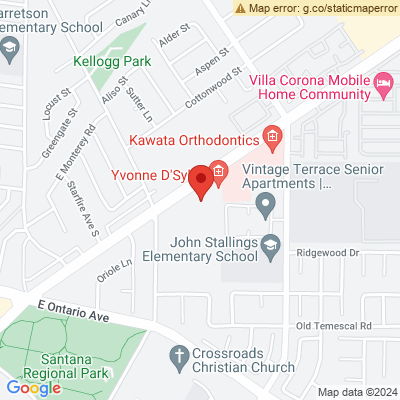 Map error: g.co/staticmaperror
arretson
ementary School
Canary Ln
Alder St
Kellogg Park
Aspen St
Villa Corona Mobile
Home Community
Locust St
Aliso St
Sutter Ln
Cottonwood St
Greengate St
E Monterey Rd
Kawata Orthodontics
Yvonne D'Sy
Vintage Terrace Senior
Apartments |...
Starfire Ave S
John Stallings
Elementary School
Ridgewood Dr
Oriole Ln
E Ontario Ave
Old Temescal Rd
Santana
Regional Park
Crossroads
Christian Church
Google
Map data ©2024